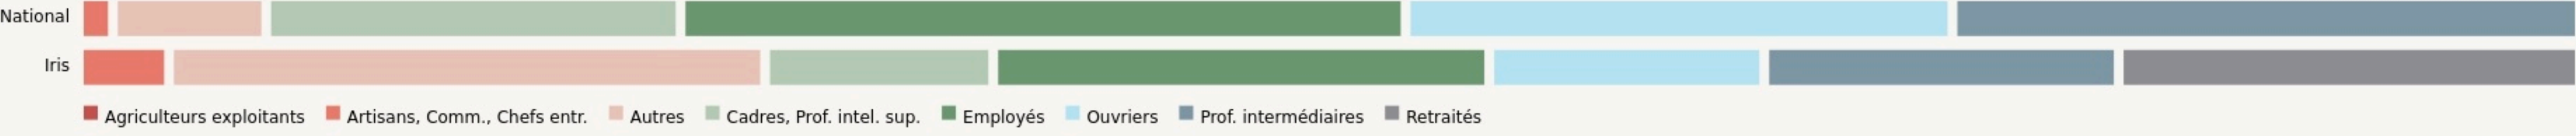 National
Iris
Agriculteurs exploitants Artisans, Comm., Chefs entr. Autres Cadres, Prof. intel. sup. Employés Ouvriers Prof. intermédiaires Retraités